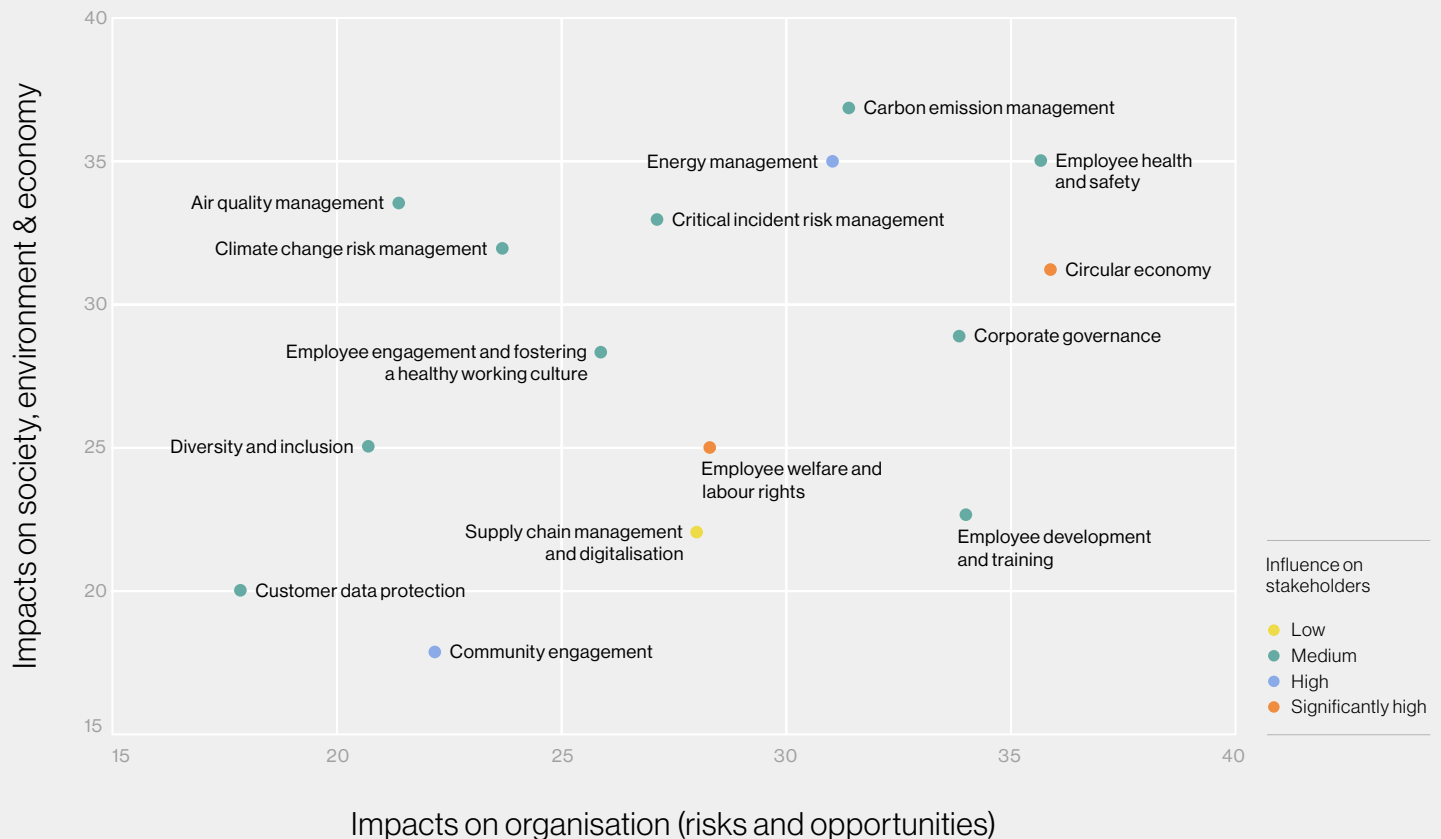 Impacts on society, environment & economy
40
35
30
25
20
15
Carbon emission management
Energy management
Employee health
and safety
Air quality management
Critical incident risk management
Climate change risk management
Circular economy
Corporate governance
Employee engagement and fostering
a healthy working culture
Diversity and inclusion
Employee welfare and
labour rights
Supply chain management
and digitalisation
Employee development
and training
Customer data protection
Community engagement
15
20
25
30
35
40
Impacts on organisation (risks and opportunities)
Influence on
stakeholders
Low
Medium
High
Significantly high